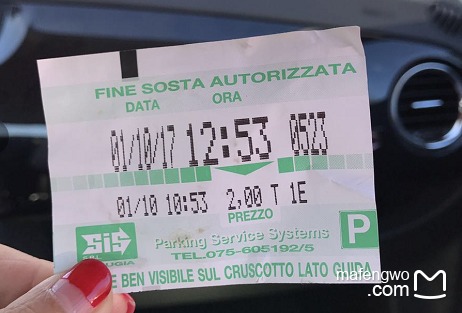 FINE SOSTA AUTORIZZATA
DATA ORA
01/10/17 12:53 0523
01/10 10:53 2,00 T 1E
PREZZO
P
SIS
Parking Service Systems
TEL.075-605192/5
E BEN VISIBILE SUL CRUSCOTTO LATO GUIDA
mafengwo
.com